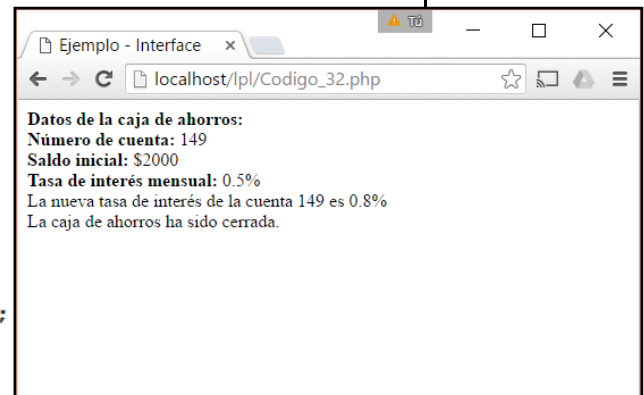 Tú
Ejemplo - Interface
localhost/lpl/Codigo_32.php
Datos de la caja de ahorros:
Número de cuenta: 149
Saldo inicial: $2000
Tasa de interés mensual: 0.5%
La nueva tasa de interés de la cuenta 149 es 0.8%
La caja de ahorros ha sido cerrada.
;